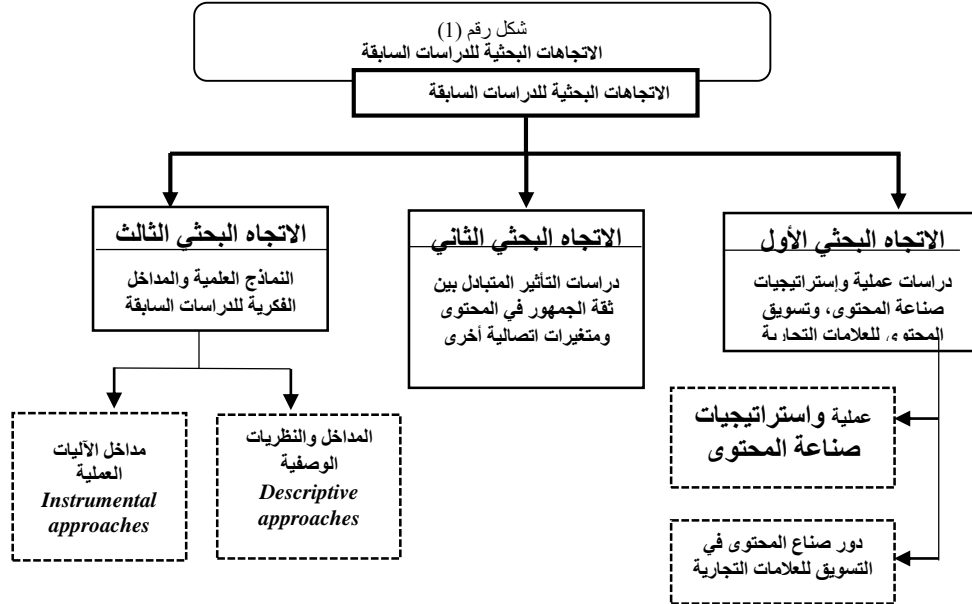 شكل رقم (1)
الاتجاهات البحثية للدراسات السابقة
الاتجاهات البحثية للدراسات السابقة
الاتجاه البحثي الأول
دراسات عملية وإستراتيجيات
صناعة المحتوى، وتسويق
المحتوى للعلامات التجارية
عملية واستراتيجيات
صناعة المحتوى
دور صناع المحتوى في
التسويق للعلامات التجارية
الاتجاه البحثي الثاني
دراسات التأثير المتبادل بين
ثقة الجمهور في المحتوى
ومتغيرات اتصالية أخرى
الاتجاه البحثي الثالث
النماذج العلمية والمداخل
الفكرية للدراسات السابقة
المداخل والنظريات
الوصفية
Descriptive
approaches
مداخل الآليات
العملية
Instrumental
approaches